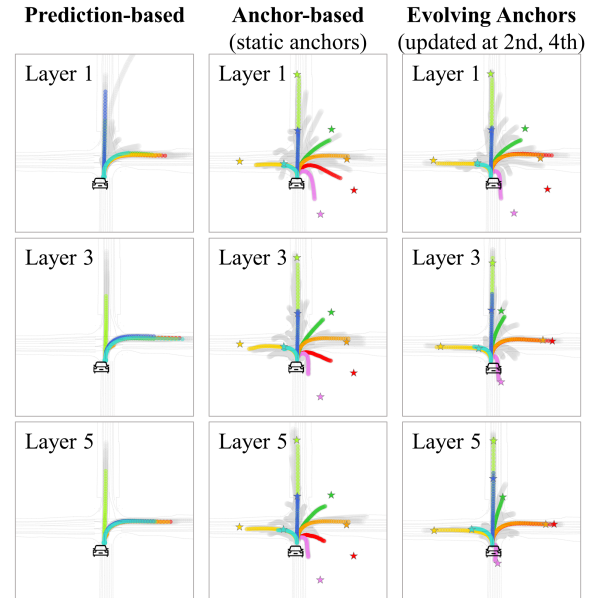 Prediction-based
Anchor-based
(static anchors)
Evolving Anchors
(updated at 2nd, 4th)
Layer 1
Layer 1
Layer 1
Layer 3
Layer 3
Layer 3
Layer 5
Layer 5
Layer 5